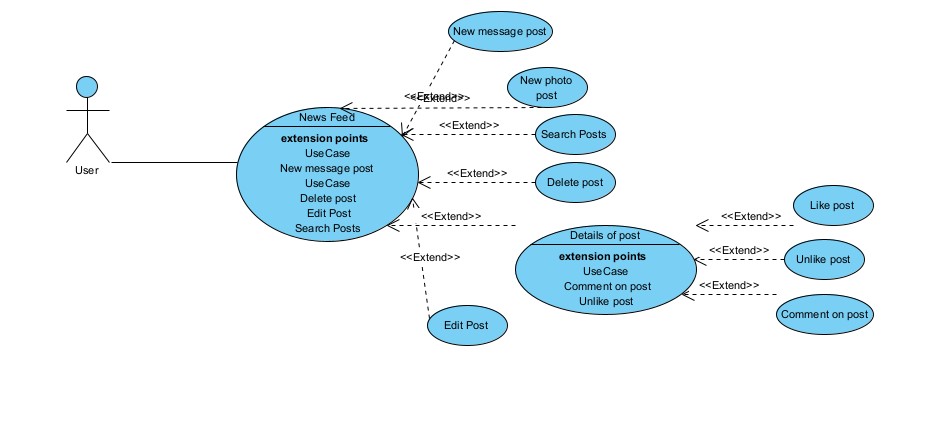 New message post
New photo
post
<<Extend>>
<<Extend>>
News Feed
<<Extend>>
Search Posts
extension points
UseCase
New message post
UseCase
Delete post
Edit Post
Search Posts
User
<<Extend>>
Delete post
<<Extend>>
<<Extend>>
Details of post
extension points
UseCase
Comment on post
Unlike post
<<Extend>>
Like post
<<Extend>>
Unlike post
<<Extend>>
Comment on post
Edit Post